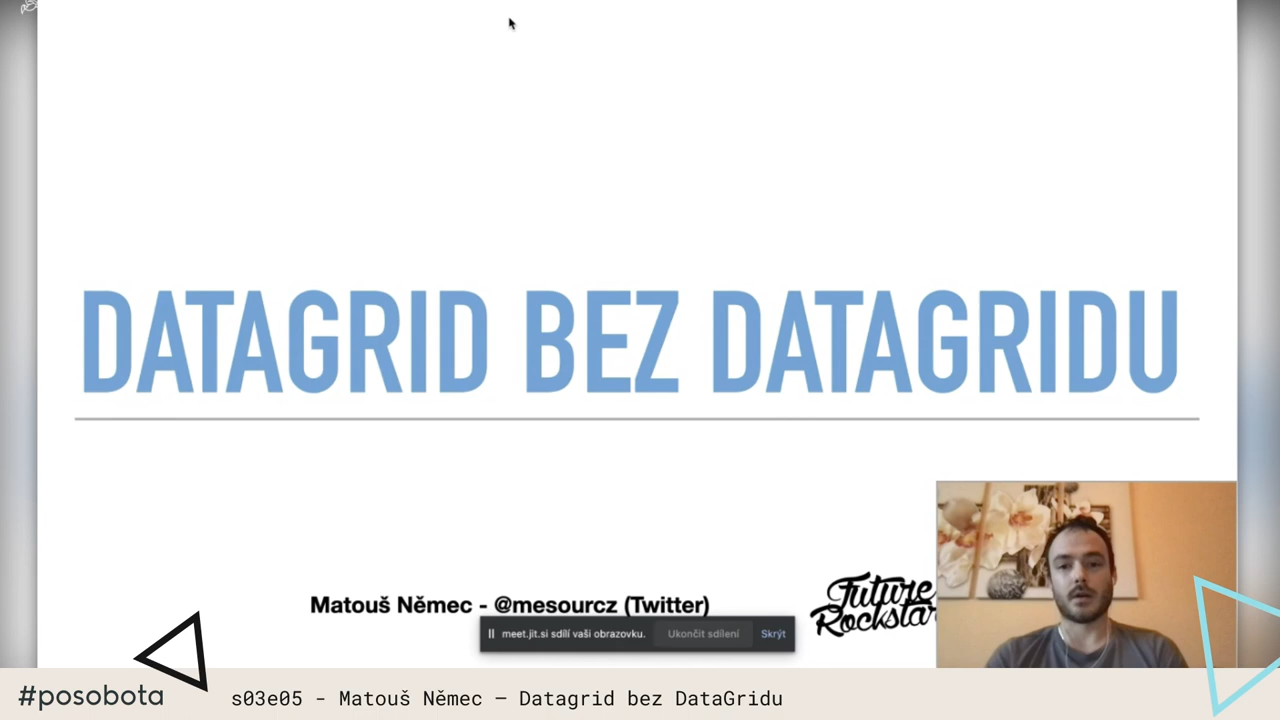 DATAGRID BEZ DATAGRIDU
Matouš Němec - @mesourcz (Twitter)
Future
Rockstar
meet.jit.si sdílí vaši obrazovku.
Ukončit sdílení
Skrýt
#posobota
s03e05 - Matouš Němec – Datagrid bez DataGridu